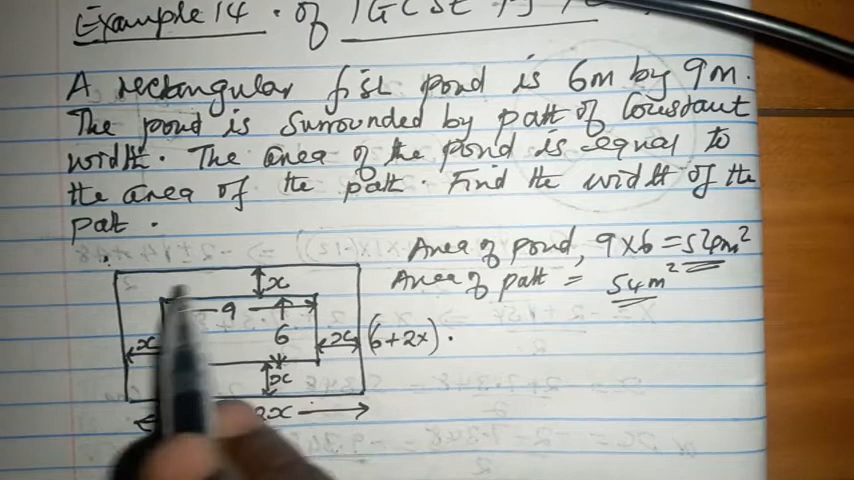 Example 14. of IGCSE
A rectangular fish pond is 6m by 9m.
The pond is surrounded by path of constant
width. The area of the pond is equal to
the area of the path. Find the width of the
path.
Area of pond, 9 x 6 = 54m²
Area of path = 54m²
x
9
6
x
x
(6+2x).
x
2x